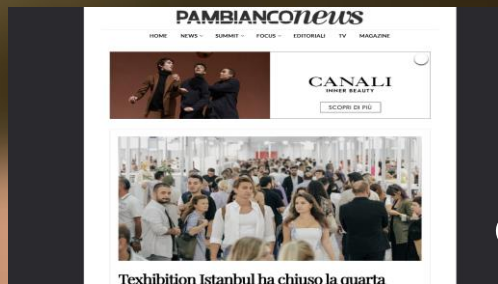 PAMBIANCOnews
HOME NEWS SUMMIT FOCUS EDITORIALI TV MAGAZINE
CANALI
INNER BEAUTY
SCOPRI DI PIÙ
Texhibition Istanbul ha chiuso la quarta